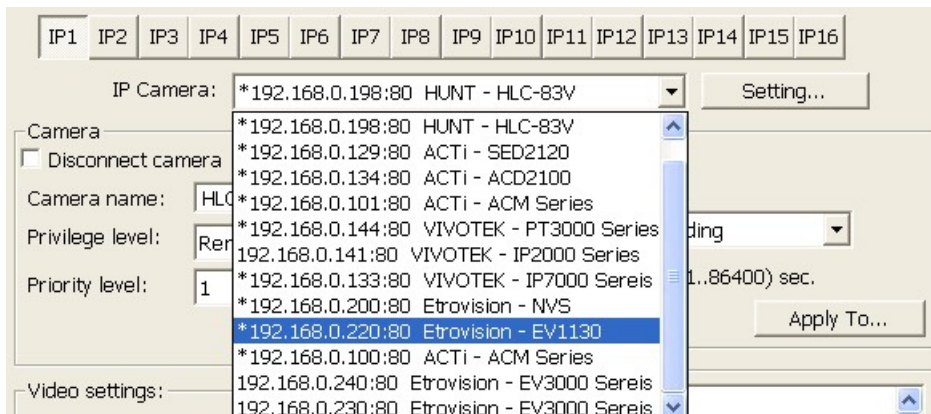 IP1 IP2 IP3 IP4 IP5 IP6 IP7 IP8 IP9 IP10 IP11 IP12 IP13 IP14 IP15 IP16
IP Camera: *192.168.0.198:80 HUNT - HLC-83V Setting...
*192.168.0.198:80 HUNT - HLC-83V
Camera
*192.168.0.129:80 ACTi - SED2120
Disconnect camera
*192.168.0.134:80 ACTi - ACD2100
Camera name: HLC
*192.168.0.101:80 ACTi - ACM Series
*192.168.0.144:80 VIVOTEK - PT3000 Series
Privilege level: Rer
ding
192.168.0.141:80 VIVOTEK - IP2000 Series
*192.168.0.133:80 VIVOTEK - IP7000 Sereis
Priority level: 1
1..86400) sec.
*192.168.0.200:80 Etrovision - NVS
*192.168.0.220:80 Etrovision - EV1130
Apply To...
*192.168.0.100:80 ACTi - ACM Series
192.168.0.240:80 Etrovision - EV3000 Sereis
Video settings:
192.168.0.230:80 Etrovision - EV3000 Sereis